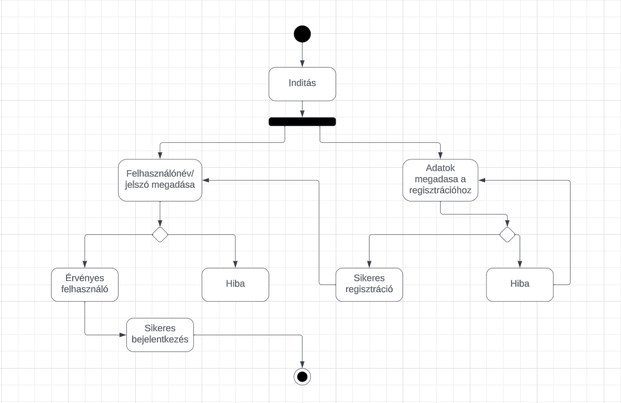 Inditás
Felhasználónév/
jelszó megadása
Adatok
megadasa a
regisztrációhoz
Érvényes
felhasználó
Hiba
Sikeres
regisztráció
Hiba
Sikeres
bejelentkezés